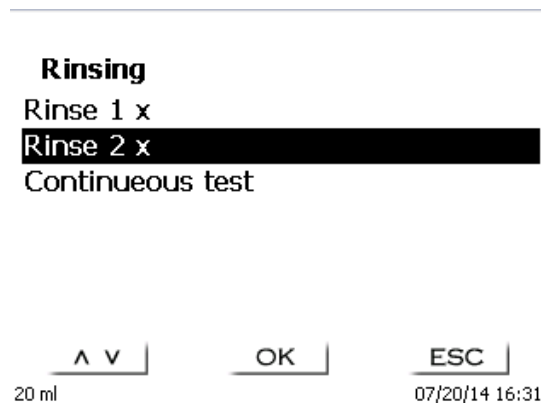 Rinsing
Rinse 1 x
Rinse 2 x
Continueous test
∧ ∨ OK ESC
20 ml 07/20/14 16:31